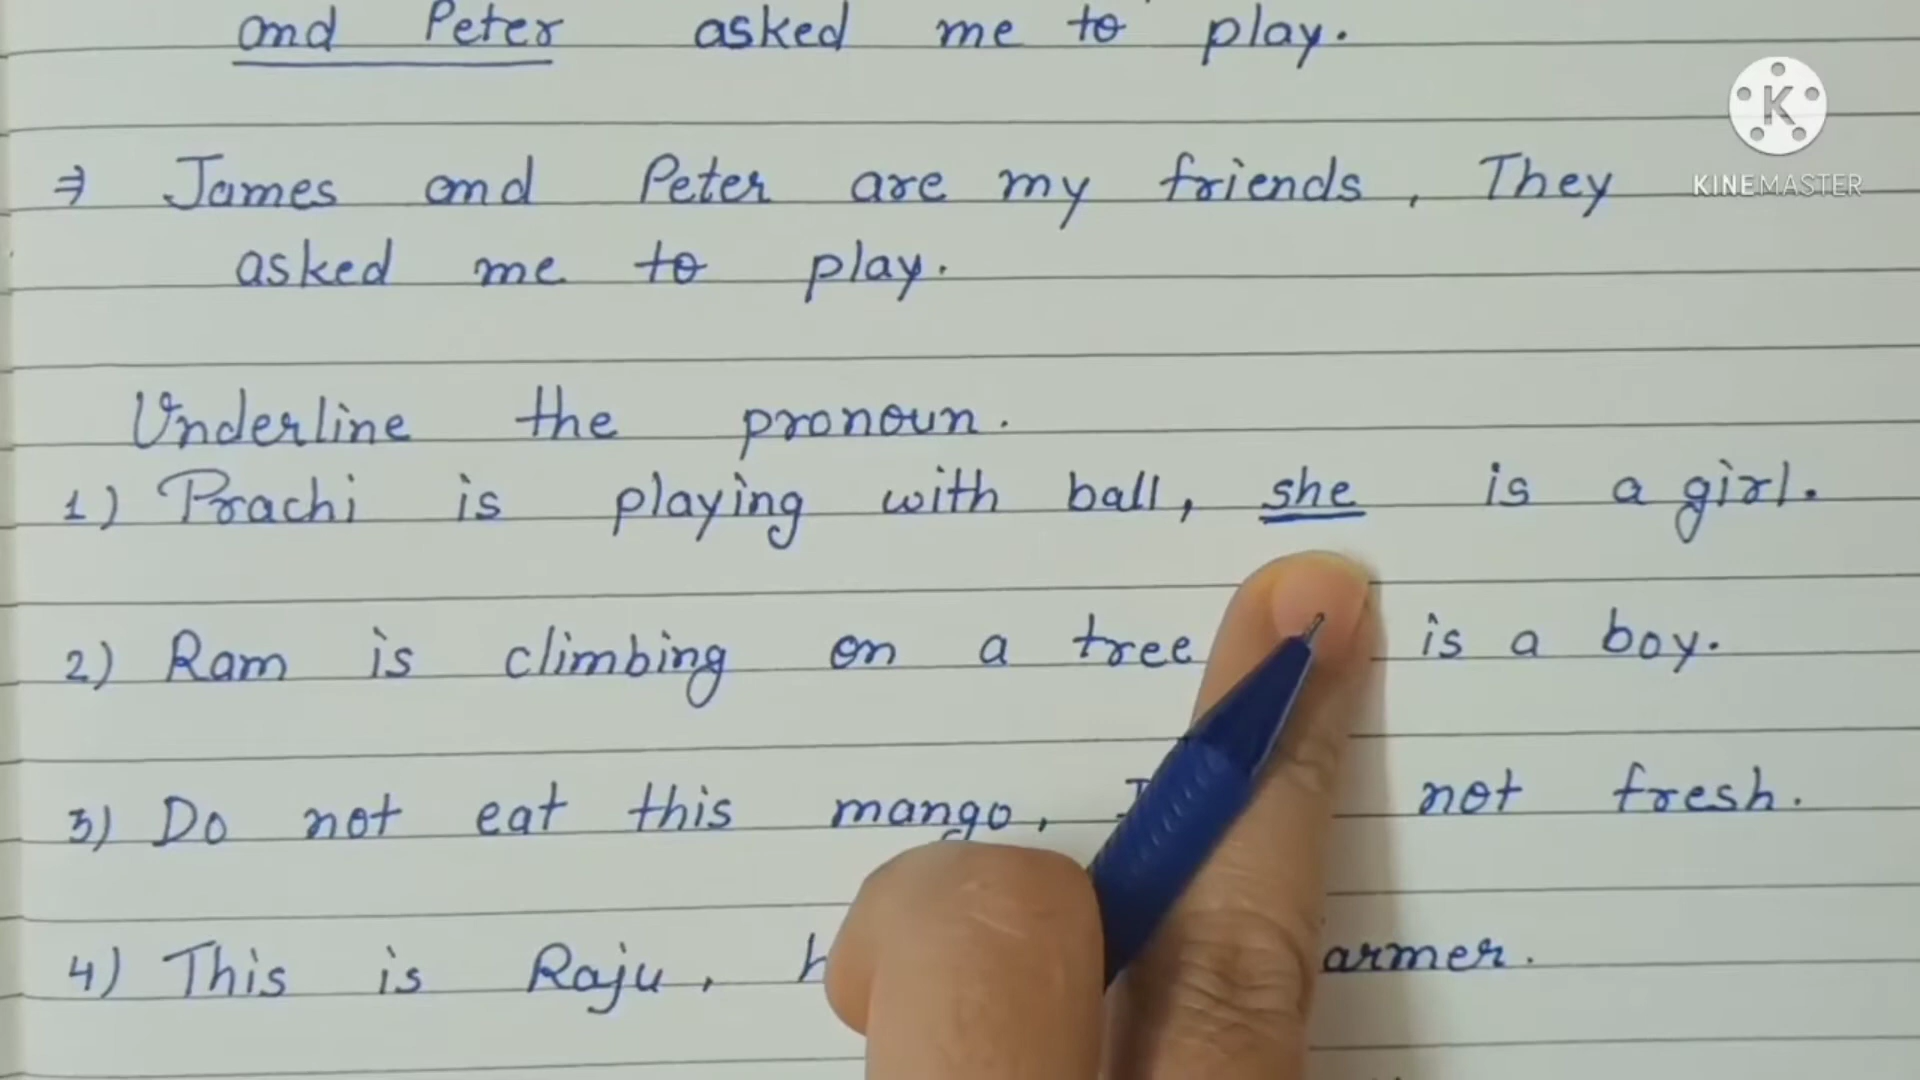 and Peter asked me to play.
⇒ James and Peter are my friends, They
asked me to play.
Underline the pronoun.
1) Prachi is playing with ball, she is a girl.
2) Ram is climbing on a tree is a boy.
3) Do not eat this mango, not fresh.
4) This is Raju,
K
KINEMASTER